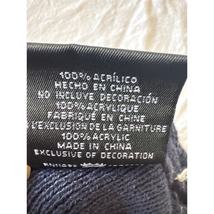 100% ACRÍLICO
HECHO EN CHINA
NO INCLUYE DECORACIÓN
100% ACRYLIQUE
FABRIQUÉ EN CHINE
L'EXCLUSION DE LA GARNITURE
100% ACRYLIC
MADE IN CHINA
EXCLUSIVE OF DECORATION